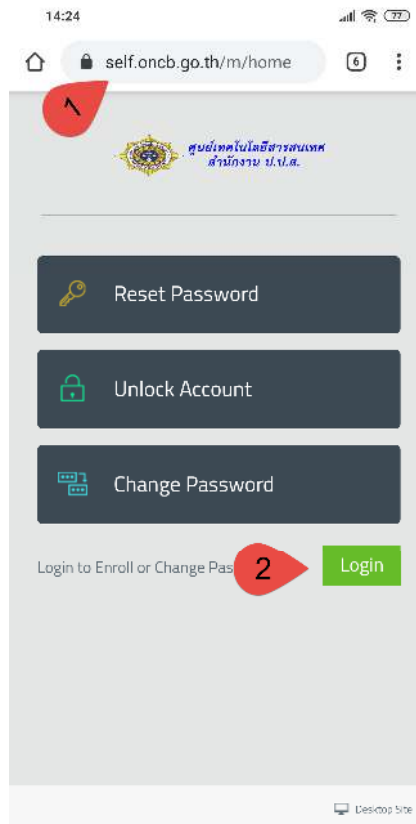 14:24
77
self.oncb.go.th/m/home
6
1
ศูนย์เทคโนโลยีสารสนเทศ
สำนักงาน ป.ป.ส.
Reset Password
Unlock Account
Change Password
Login to Enroll or Change Pas
2
Login
Desktop Site